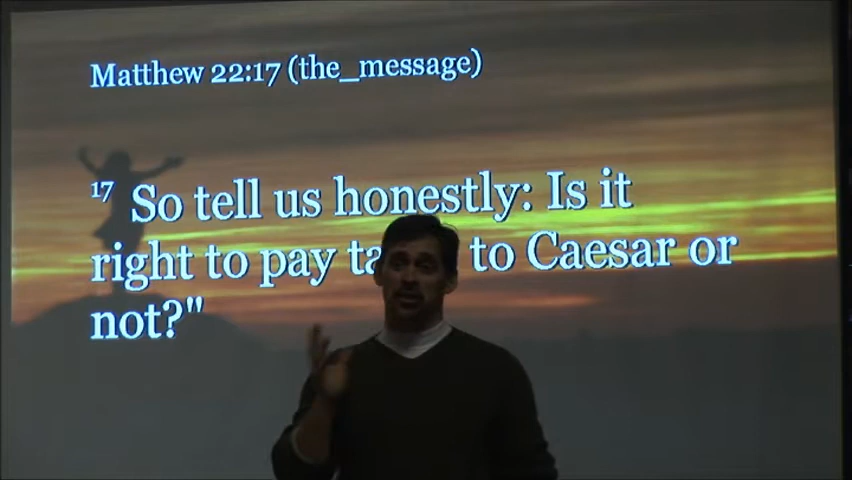 Matthew 22:17 (the_message)
17 So tell us honestly: Is it
right to pay to Caesar or
not?"